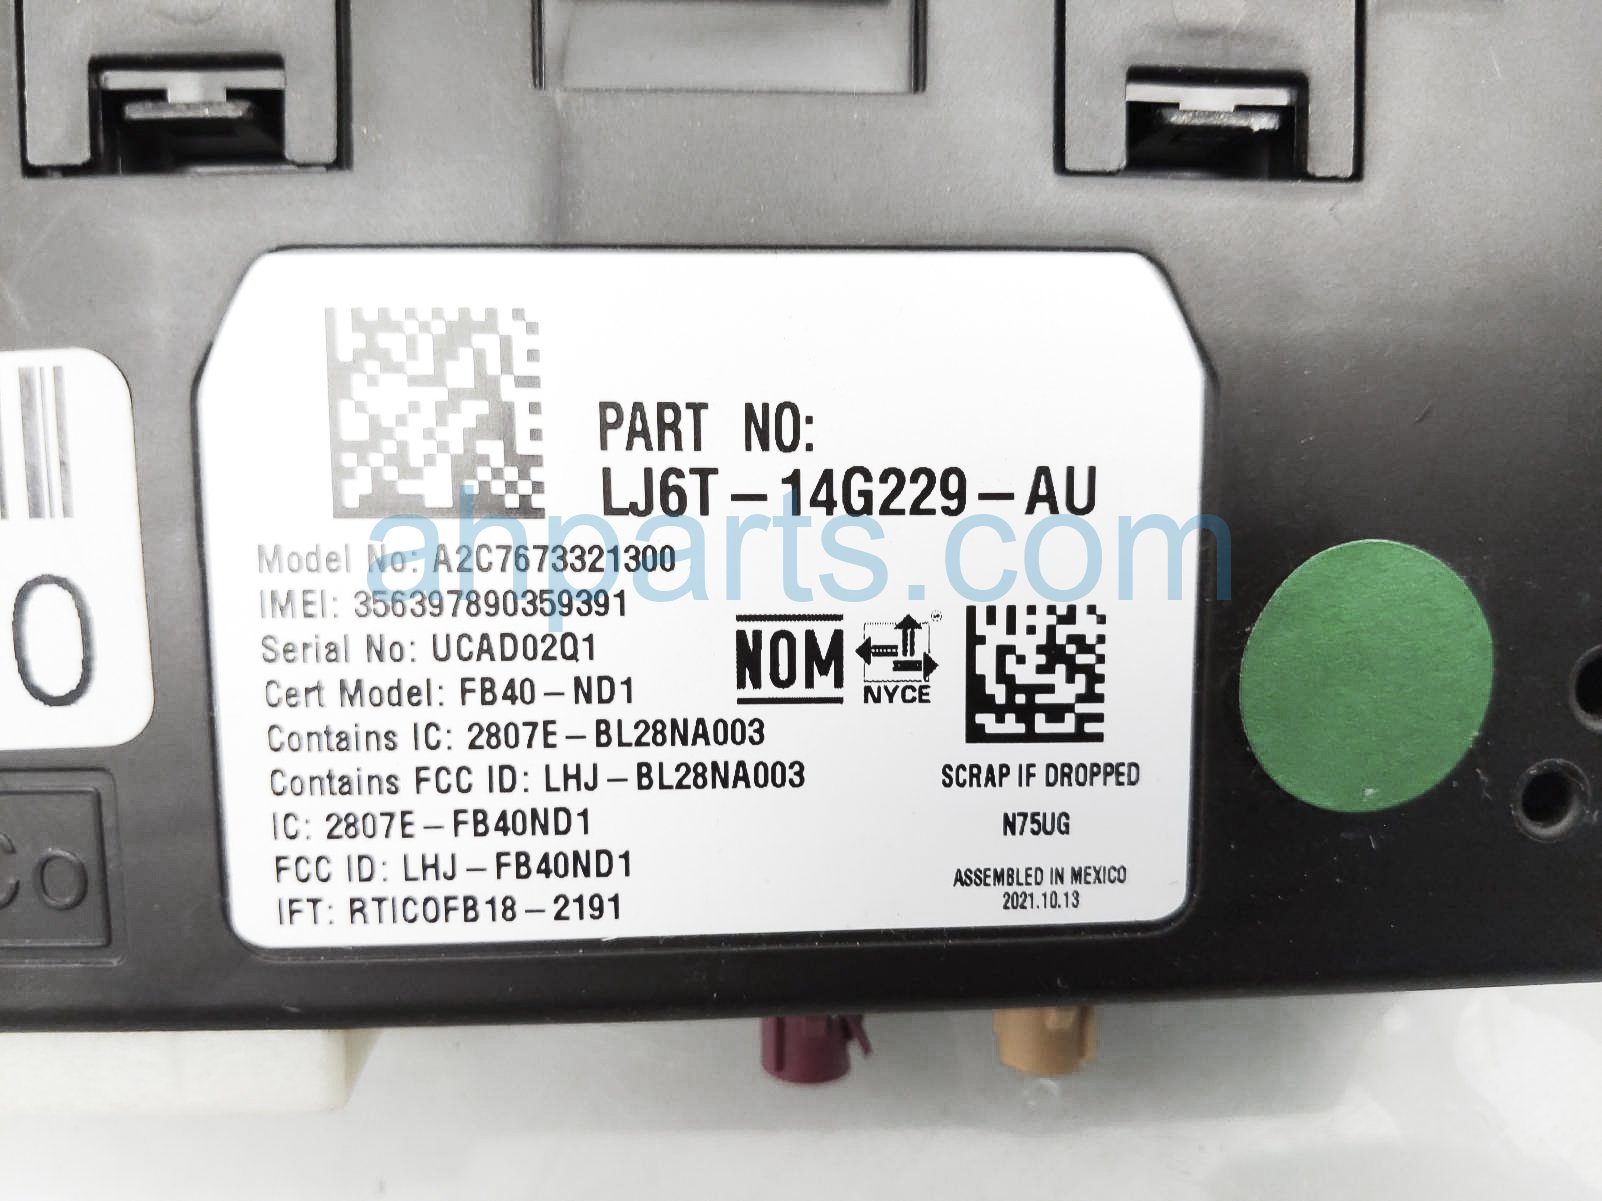 PART NO:
LJ6T-14G229-AU
ahparts.com
Model No: A2C7673321300
IMEI: 356397890359391
Serial No: UCAD02Q1
Cert Model: FB40-ND1
Contains IC: 2807E-BL28NA003
Contains FCC ID: LHJ-BL28NA003
IC: 2807E-FB40ND1
FCC ID: LHJ-FB40ND1
IFT: RTICOFB18-2191
NOM
NYCE
SCRAP IF DROPPED
N75UG
ASSEMBLED IN MEXICO
2021.10.13
0
Co